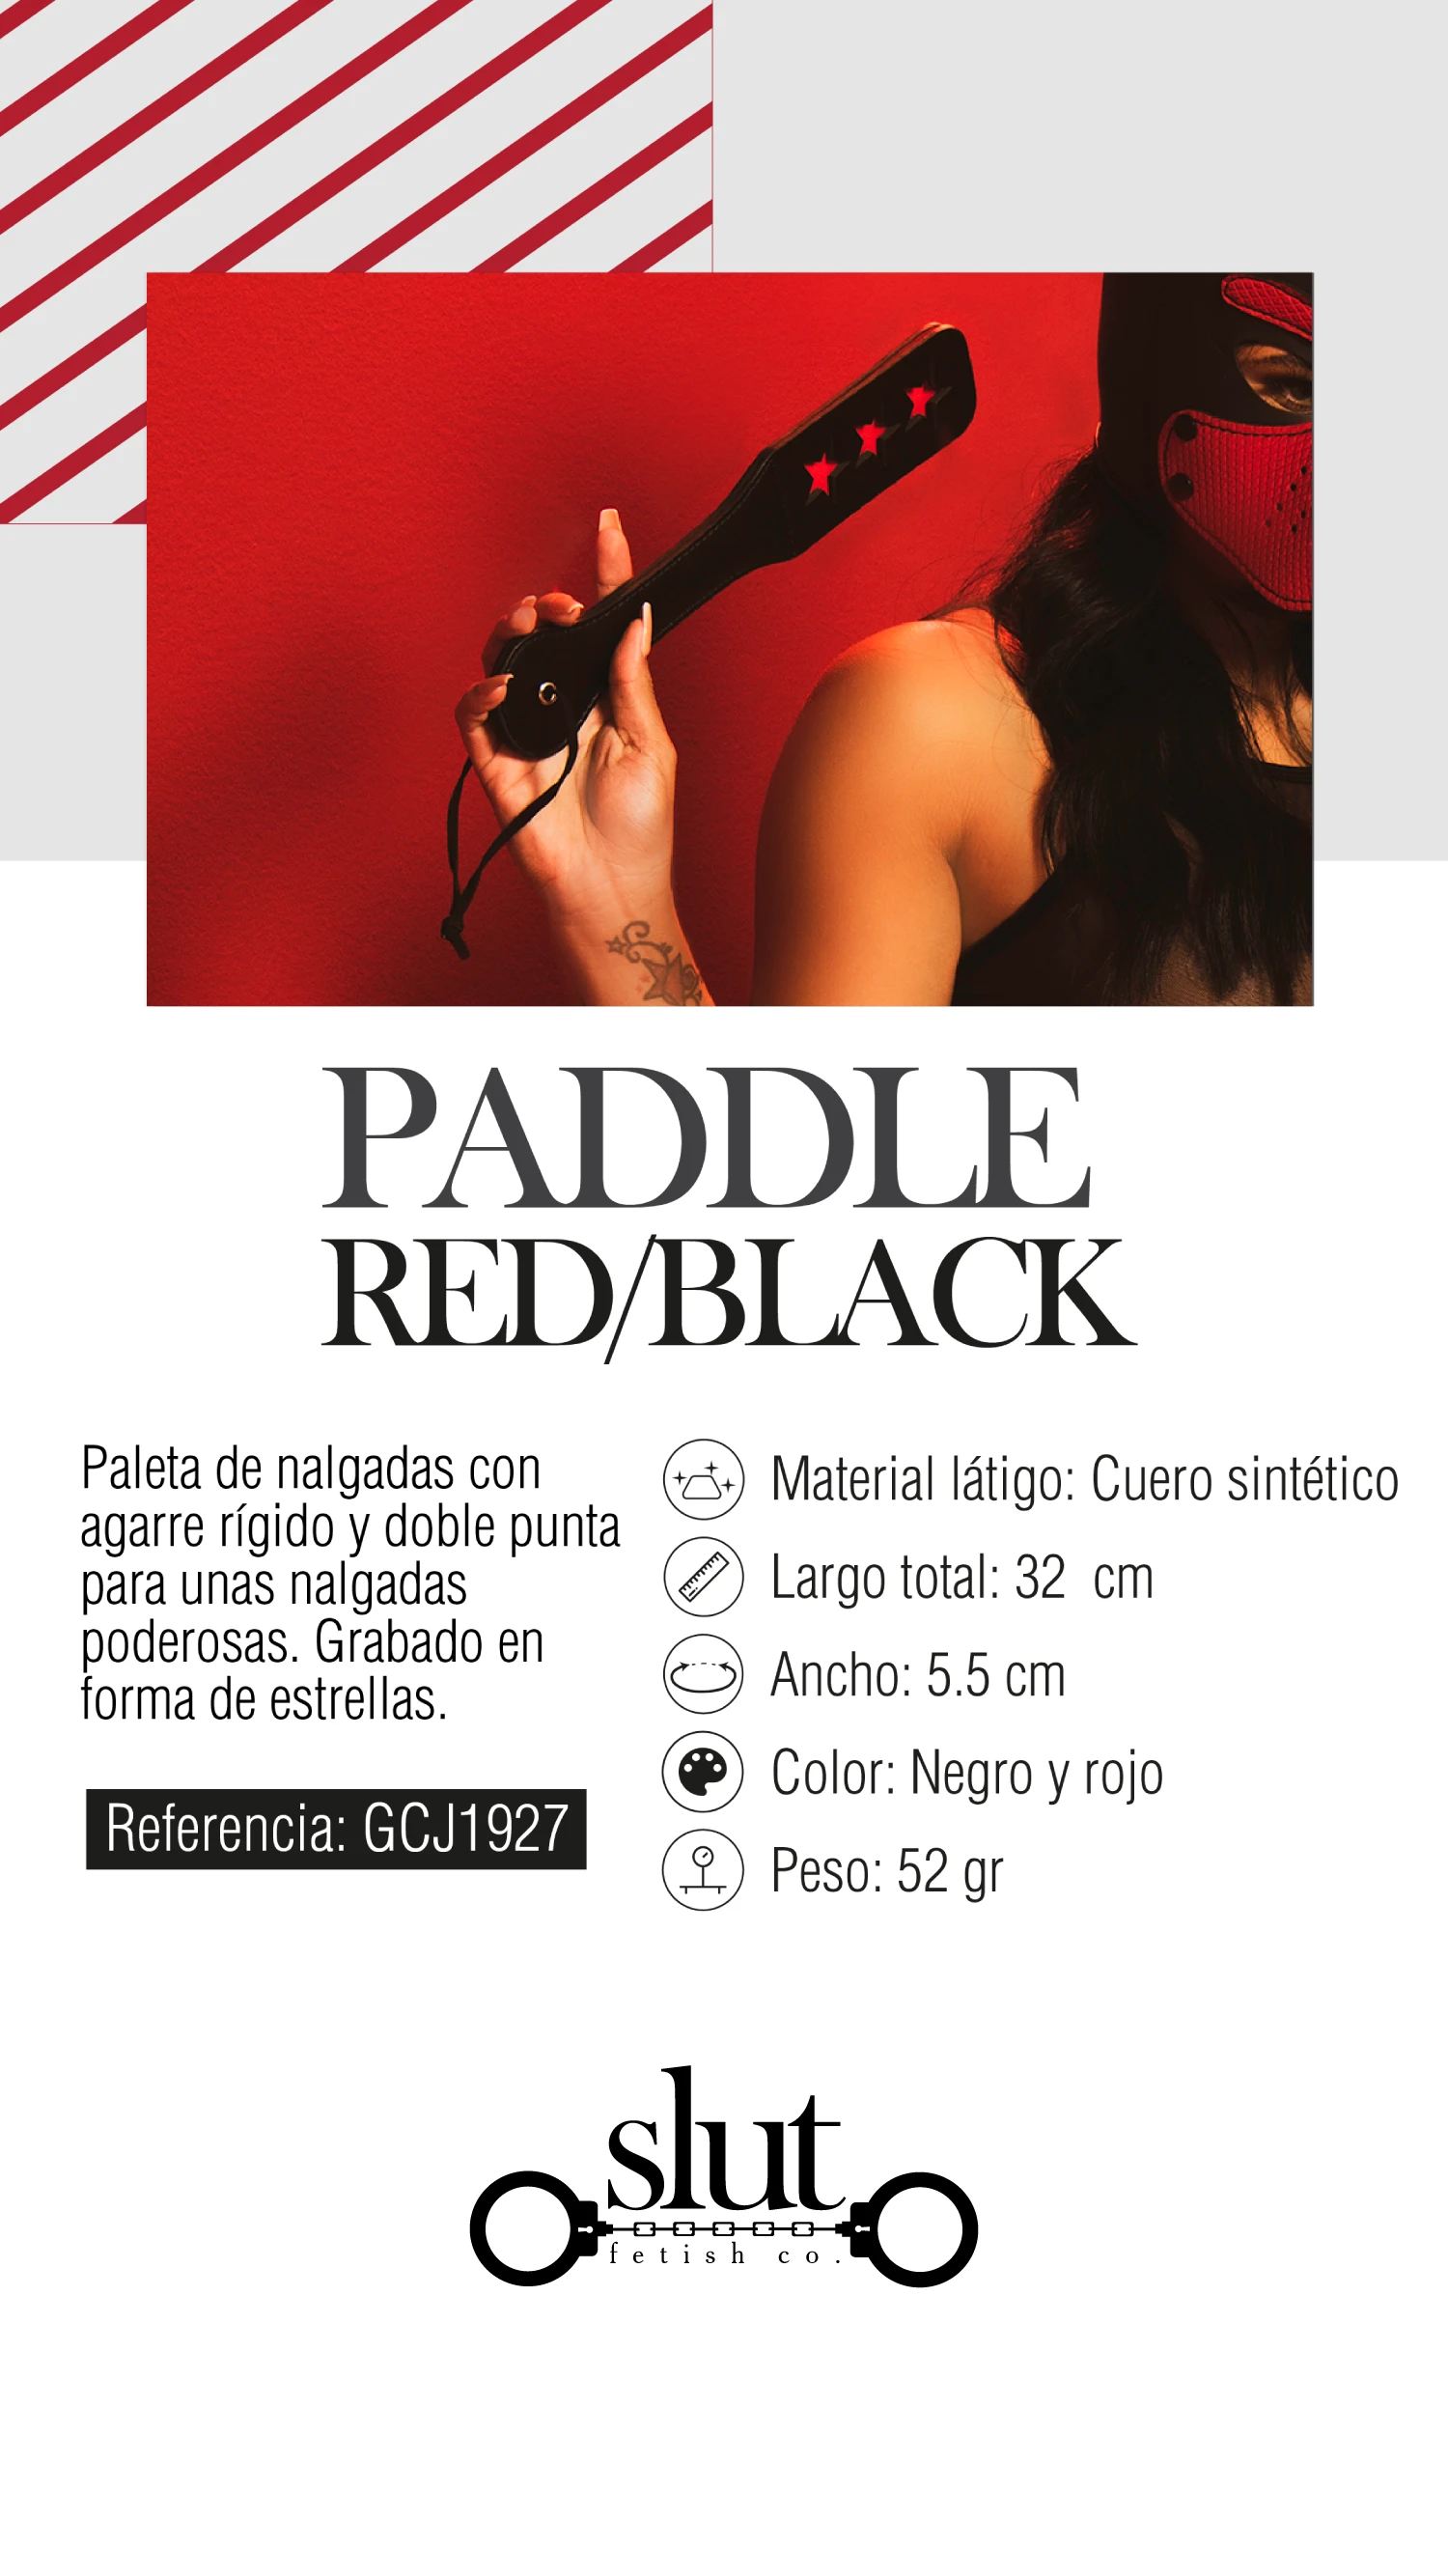 PADDLE
RED/BLACK
Paleta de nalgadas con
agarre rígido y doble punta
para unas nalgadas
poderosas. Grabado en
forma de estrellas.
Referencia: GCJ1927
Material látigo: Cuero sintético
Largo total: 32 cm
Ancho: 5.5 cm
Color: Negro y rojo
Peso: 52 gr
slut
fetish co.